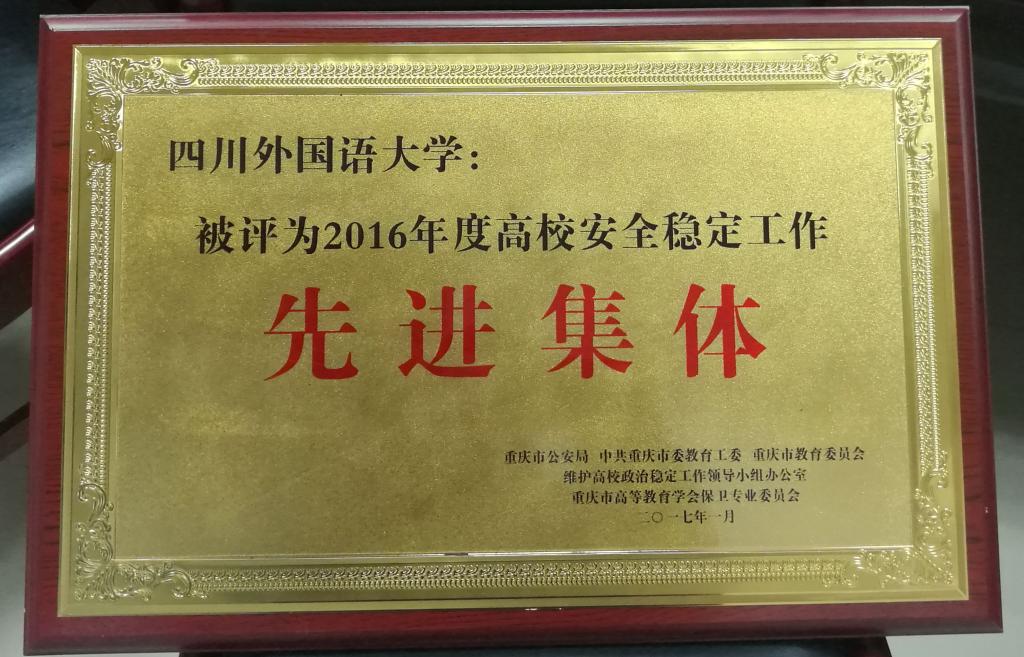 四川外国语大学：
被评为2016年度高校安全稳定工作
先进集体
重庆市公安局 中共重庆市委教育工委 重庆市教育委员会
维护高校政治稳定工作领导小组办公室
重庆市高等教育学会保卫专业委员会
二〇一七年一月